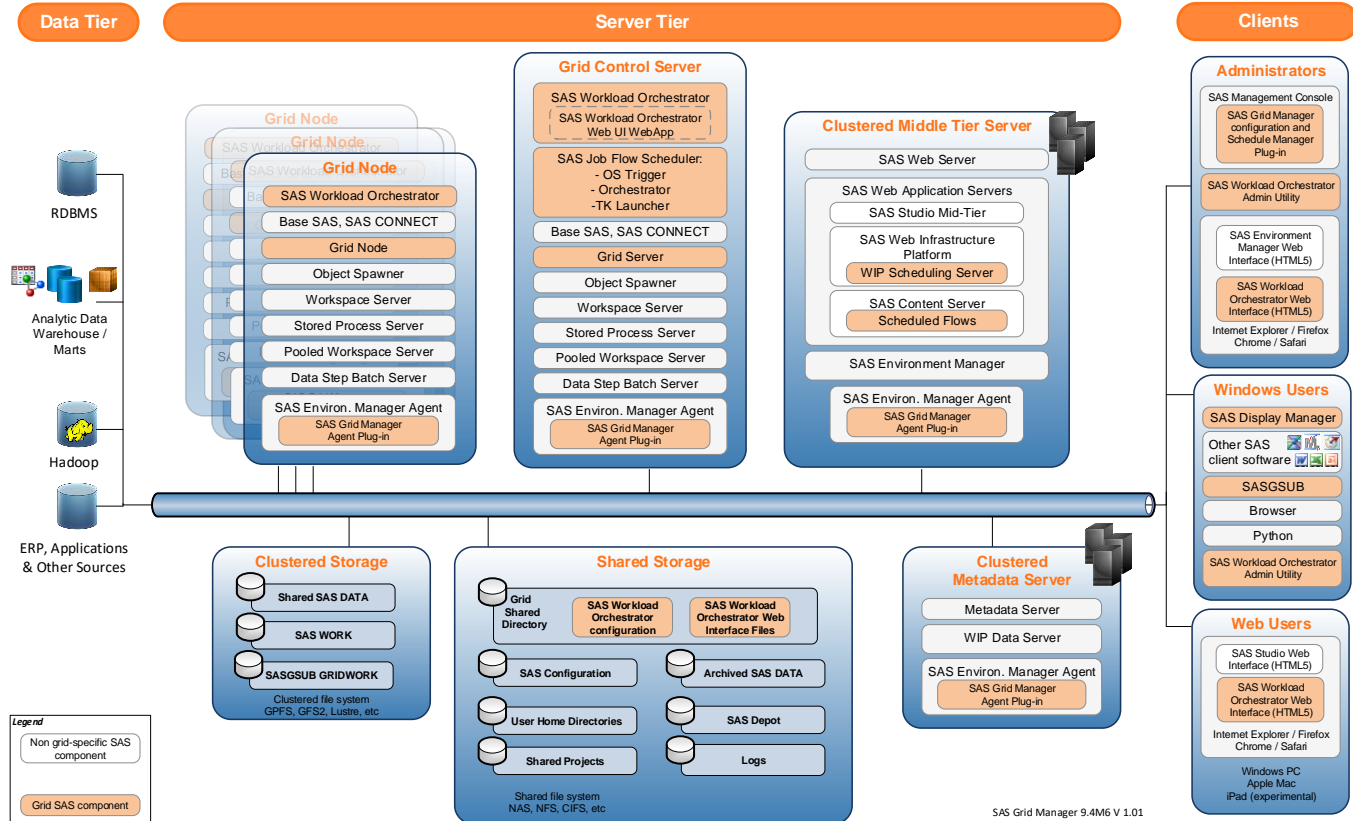 Data Tier
Server Tier
Clients
RDBMS
Analytic Data
Warehouse /
Marts
Hadoop
ERP, Applications
& Other Sources
Grid Node
SAS Workload Orchestrator
Grid Node
SAS Workload Orchestrator
Grid Node
SAS Workload Orchestrator
Base SAS, SAS CONNECT
Grid Node
Object Spawner
Workspace Server
Stored Process Server
Pooled Workspace Server
Data Step Batch Server
SAS Environ. Manager Agent
SAS Grid Manager
Agent Plug-in
Grid Control Server
SAS Workload Orchestrator
SAS Workload Orchestrator
Web UI WebApp
SAS Job Flow Scheduler:
- OS Trigger
- Orchestrator
-TK Launcher
Base SAS, SAS CONNECT
Grid Server
Object Spawner
Workspace Server
Stored Process Server
Pooled Workspace Server
Data Step Batch Server
SAS Environ. Manager Agent
SAS Grid Manager
Agent Plug-in
Clustered Middle Tier Server
SAS Web Server
SAS Web Application Servers
SAS Studio Mid-Tier
SAS Web Infrastructure
Platform
WIP Scheduling Server
SAS Content Server
Scheduled Flows
SAS Environment Manager
SAS Environ. Manager Agent
SAS Grid Manager
Agent Plug-in
Administrators
SAS Management Console
SAS Grid Manager
configuration and
Schedule Manager
Plug-in
SAS Workload Orchestrator
Admin Utility
SAS Environment
Manager Web
Interface (HTML5)
SAS Workload
Orchestrator Web
Interface (HTML5)
Internet Explorer / Firefox
Chrome / Safari
Windows Users
SAS Display Manager
Other SAS
client software
SASGSUB
Browser
Python
SAS Workload Orchestrator
Admin Utility
Web Users
SAS Studio Web
Interface (HTML5)
SAS Workload
Orchestrator Web
Interface (HTML5)
Internet Explorer / Firefox
Chrome / Safari
Windows PC
Apple Mac
iPad (experimental)
Clustered Storage
Shared SAS DATA
SAS WORK
SASGSUB GRIDWORK
Clustered file system
GPFS, GFS2, Lustre, etc
Shared Storage
Grid
Shared
Directory
SAS Workload
Orchestrator
configuration
SAS Workload
Orchestrator Web
Interface Files
SAS Configuration
Archived SAS DATA
User Home Directories
SAS Depot
Shared Projects
Logs
Shared file system
NAS, NFS, CIFS, etc
Clustered
Metadata Server
Metadata Server
WIP Data Server
SAS Environ. Manager Agent
SAS Grid Manager
Agent Plug-in
Legend
Non grid-specific SAS
component
Grid SAS component
SAS Grid Manager 9.4M6 V 1.01